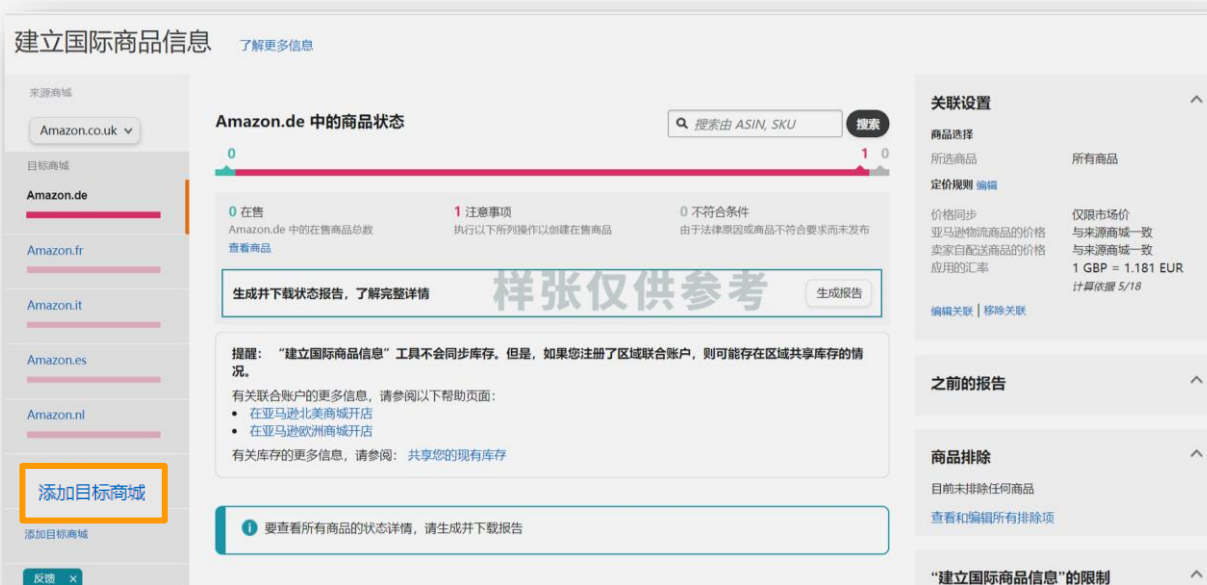 建立国际商品信息 了解更多信息
来源商城
Amazon.co.uk
目标商城
Amazon.de
Amazon.fr
Amazon.it
Amazon.es
Amazon.nl
添加目标商城
添加目标商城
反馈 ×
Amazon.de 中的商品状态
搜索由 ASIN, SKU 搜索
0 1 0
0 在售
Amazon.de 中的在售商品总数
查看商品
1 注意事项
执行以下所列操作以创建在售商品
0 不符合条件
由于法律原因或商品不符合要求而未发布
生成并下载状态报告，了解完整详情
生成报告
样张仅供参考
提醒： “建立国际商品信息”工具不会同步库存。但是，如果您注册了区域联合账户，则可能存在区域共享库存的情
况。
有关联合账户的更多信息，请参阅以下帮助页面：
• 在亚马逊北美商城开店
• 在亚马逊欧洲商城开店
有关库存的更多信息，请参阅： 共享您的现有库存
要查看所有商品的状态详情，请生成并下载报告
关联设置
商品选择
所选商品 所有商品
定价规则 编辑
价格同步 仅限市场价
亚马逊物流商品的价格 与来源商城一致
卖家自配送商品的价格 与来源商城一致
应用的汇率 1 GBP = 1.181 EUR
计算依据 5/18
编辑关联 | 移除关联
之前的报告
商品排除
目前未排除任何商品
查看和编辑所有排除项
“建立国际商品信息”的限制